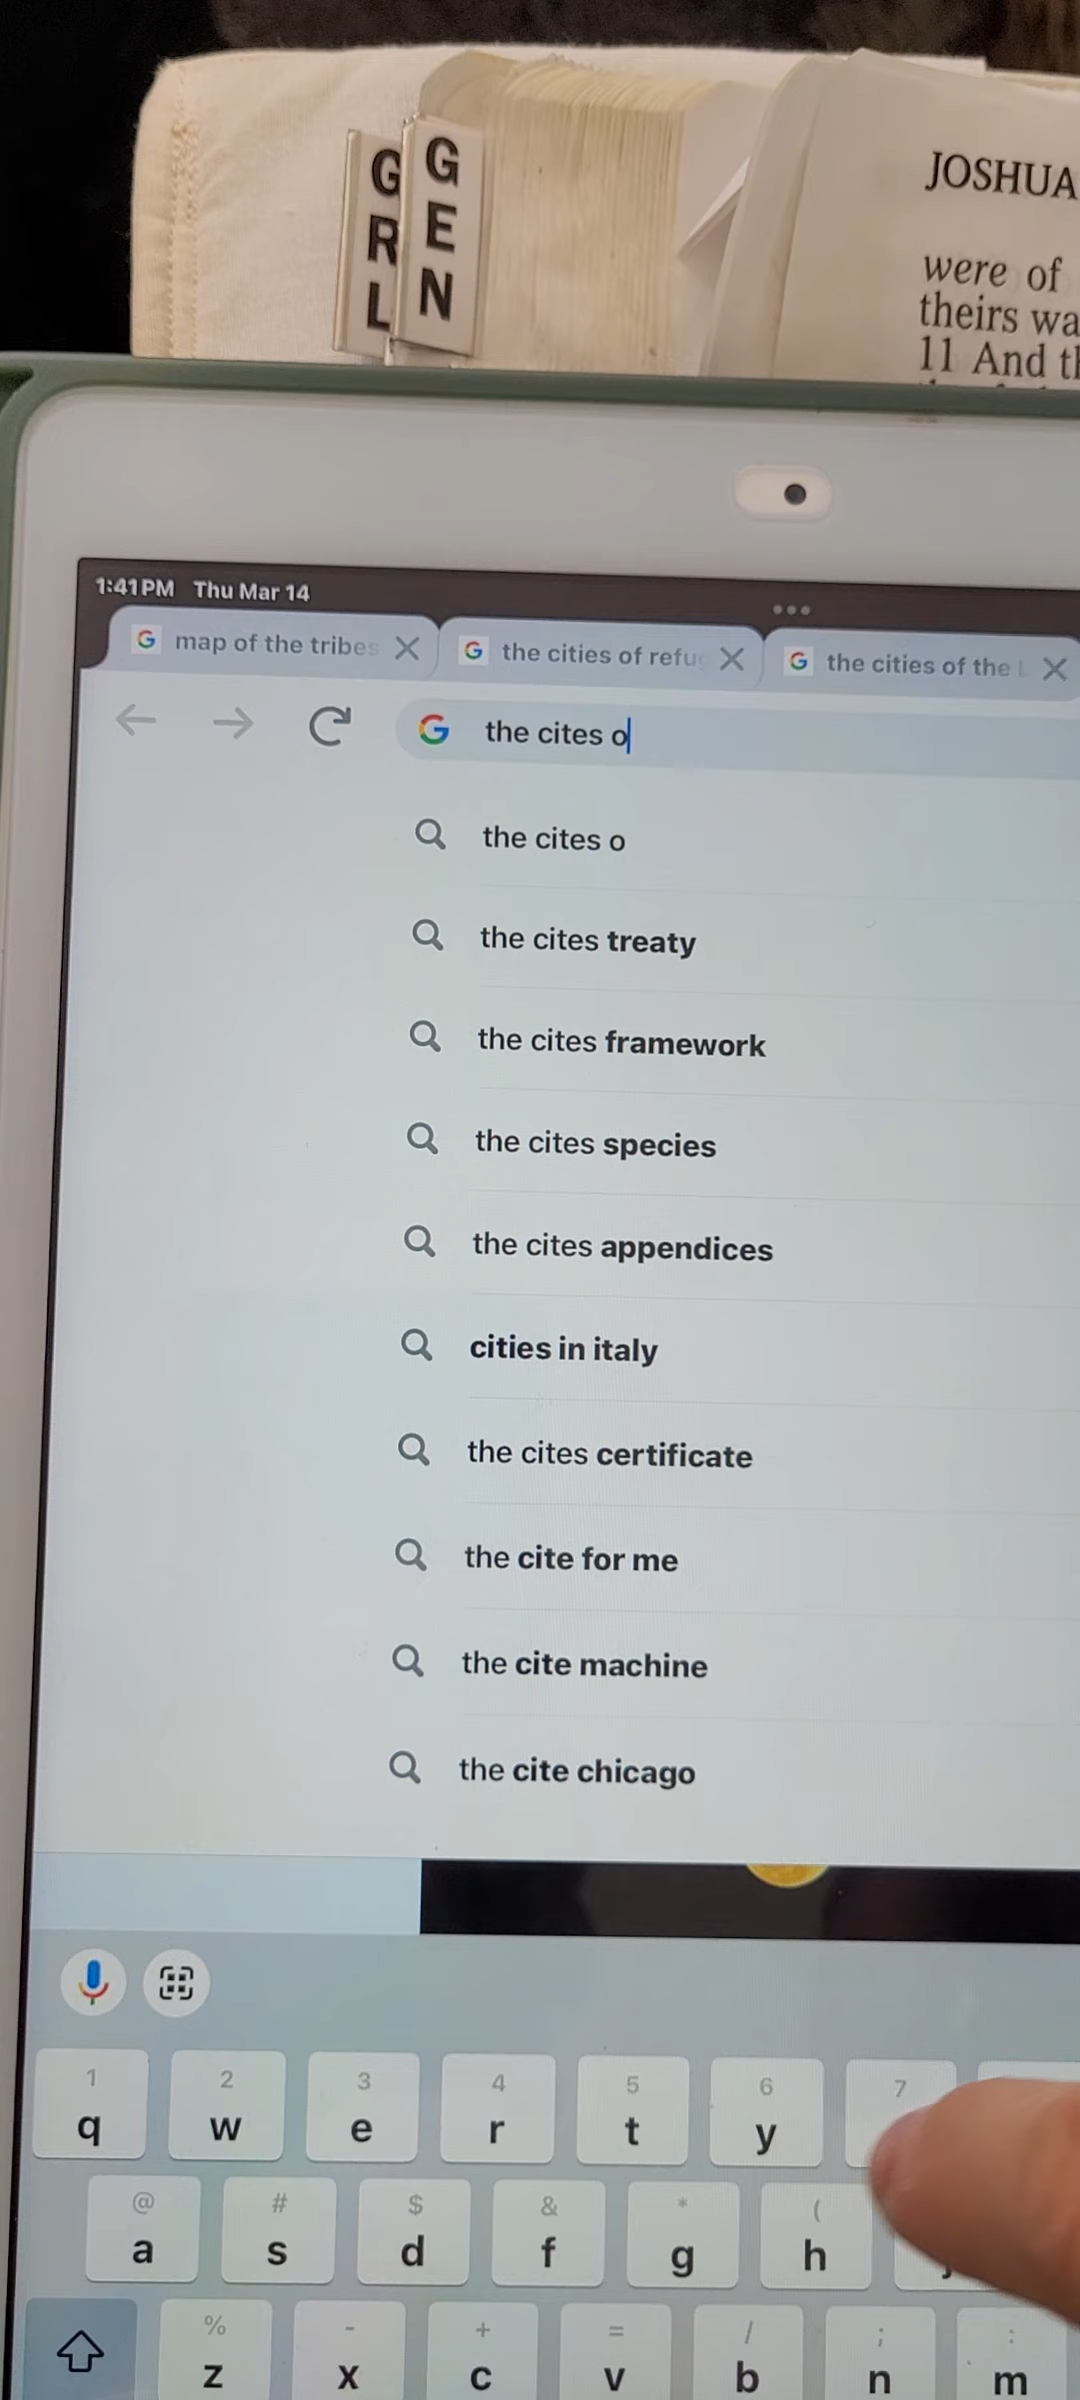 G
R
L
G
E
N
JOSHUA
were of
theirs wa
11 And th
1:41 PM Thu Mar 14
map of the tribes
the cities of refu
the cities of the L
the cites o
the cites o
the cites treaty
the cites framework
the cites species
the cites appendices
cities in italy
the cites certificate
the cite for me
the cite machine
the cite chicago
1 2 3 4 5 6 7
q w e r t y
@ # $ & * (
a s d f g h
% - + = / ; :
z x c v b n m